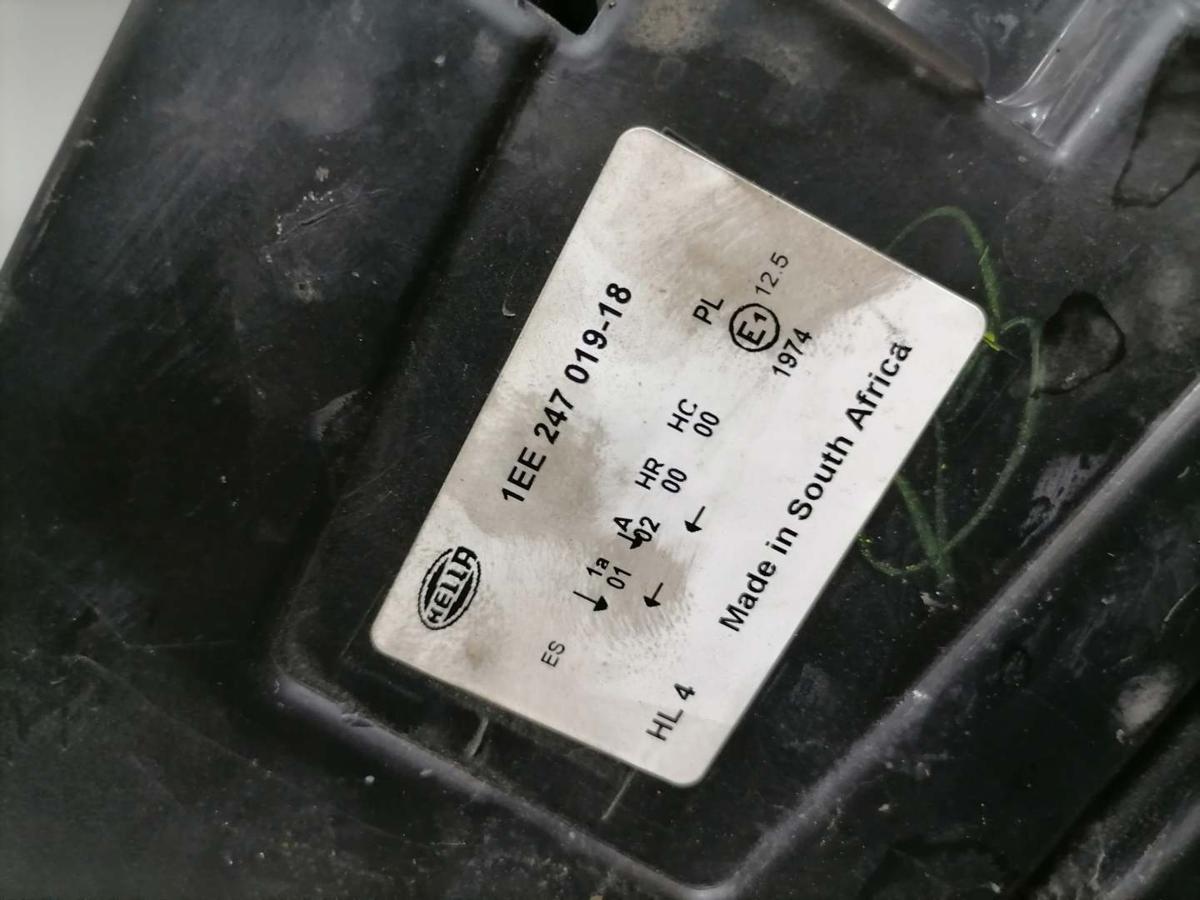 HELLA
1EE 247 019-18
PL
ES 1a IA HR HC E1 12.5
01 02 00 00 1974
HL 4 Made in South Africa